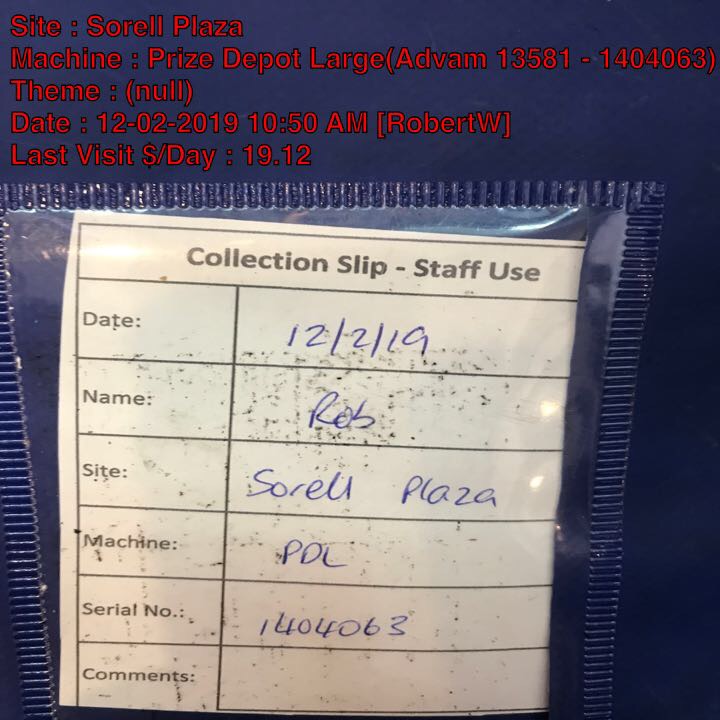 Site : Sorell Plaza
Machine : Prize Depot Large(Advam 13581 - 1404063)
Theme : (null)
Date : 12-02-2019 10:50 AM [RobertW]
Last Visit $/Day : 19.12
Collection Slip - Staff Use
Date: 12/2/19
Name: Rob
Site: Sorell Plaza
Machine: PDL
Serial No.: 1404063
Comments: